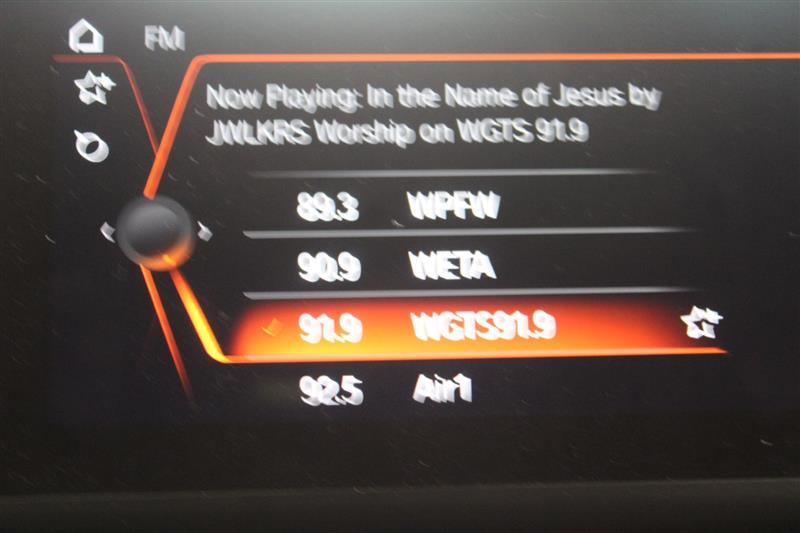 FM
Now Playing: In the Name of Jesus by
JWLKRS Worship on WGTS 91.9
89.3 WPFW
90.9 WETA
91.9 WGTS91.9
92.5 Air1